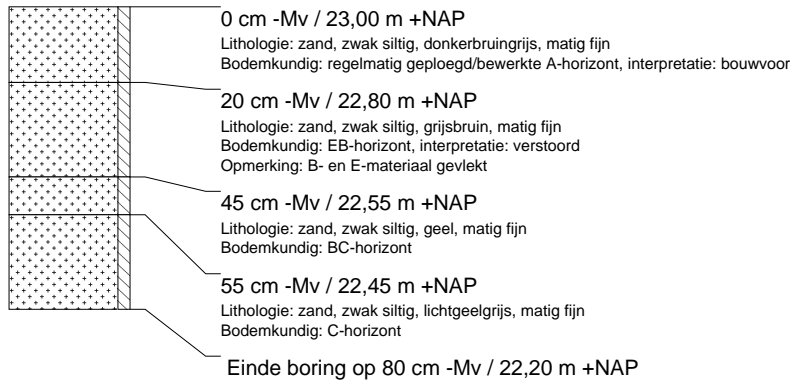 0 cm -Mv / 23,00 m +NAP
Lithologie: zand, zwak siltig, donkerbruingrijs, matig fijn
Bodemkundig: regelmatig geploegd/bewerkte A-horizont, interpretatie: bouwvoor
20 cm -Mv / 22,80 m +NAP
Lithologie: zand, zwak siltig, grijsbruin, matig fijn
Bodemkundig: EB-horizont, interpretatie: verstoord
Opmerking: B- en E-materiaal gevlekt
45 cm -Mv / 22,55 m +NAP
Lithologie: zand, zwak siltig, geel, matig fijn
Bodemkundig: BC-horizont
55 cm -Mv / 22,45 m +NAP
Lithologie: zand, zwak siltig, lichtgeelgrijs, matig fijn
Bodemkundig: C-horizont
Einde boring op 80 cm -Mv / 22,20 m +NAP